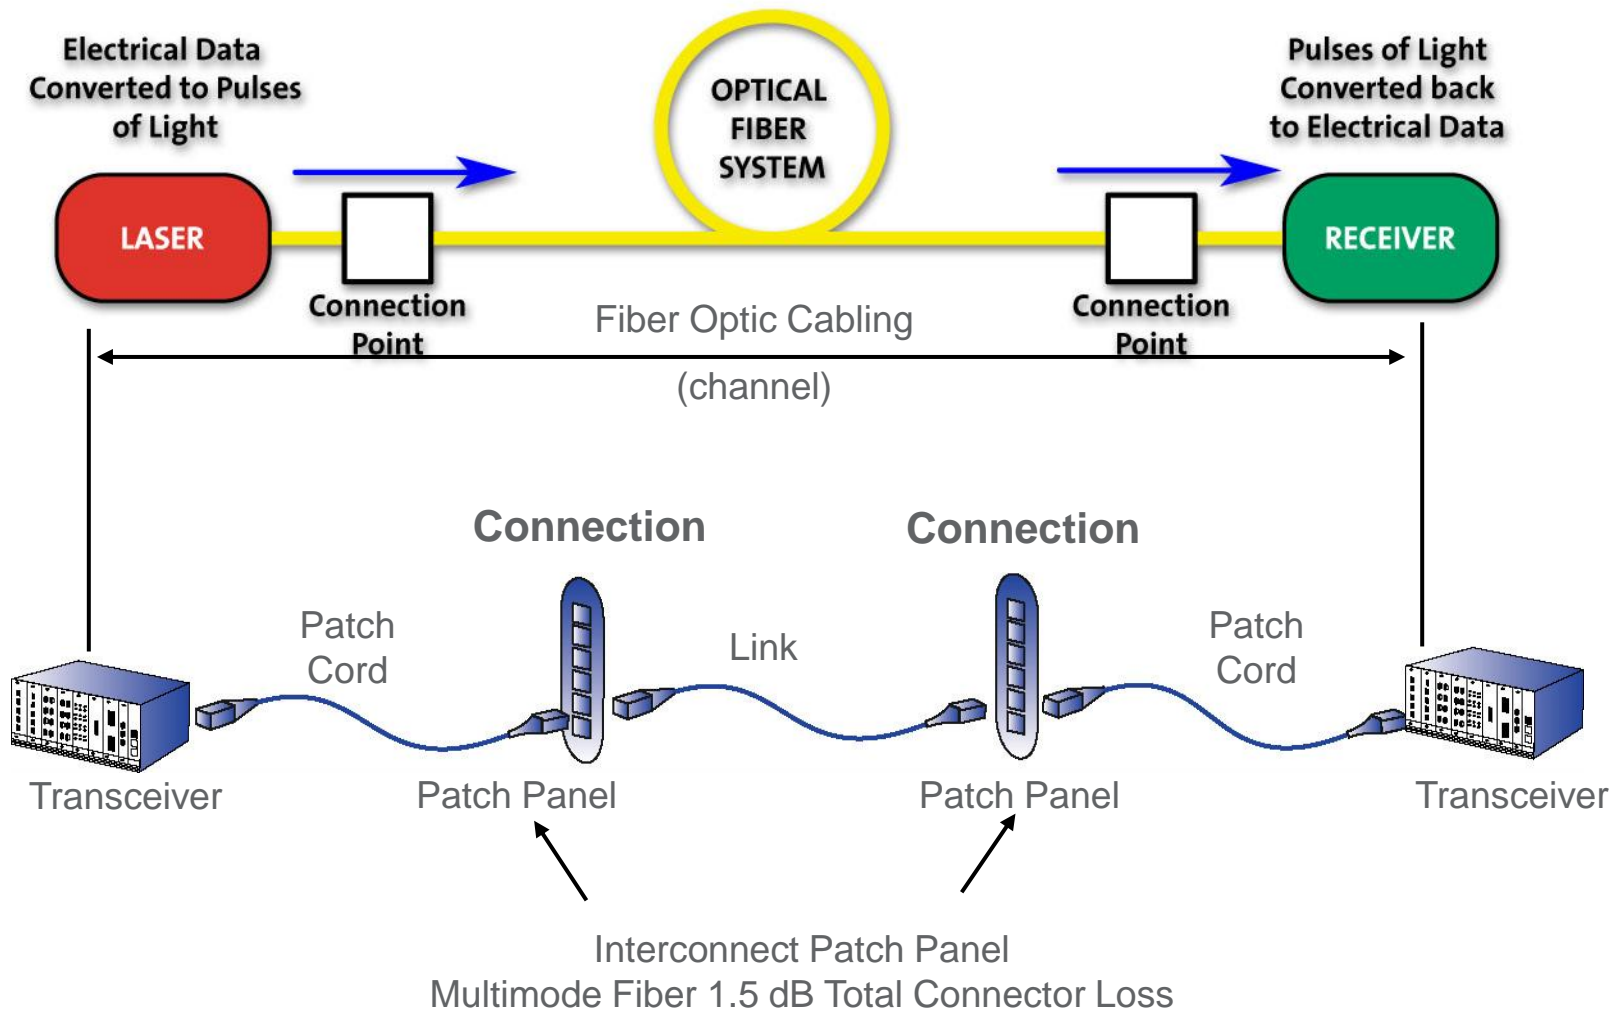 Electrical Data
Converted to Pulses
of Light
OPTICAL
FIBER
SYSTEM
Pulses of Light
Converted back
to Electrical Data
LASER
RECEIVER
Connection
Point
Fiber Optic Cabling
(channel)
Connection
Point
Connection
Connection
Patch
Cord
Link
Patch
Cord
Transceiver
Patch Panel
Patch Panel
Transceiver
Interconnect Patch Panel
Multimode Fiber 1.5 dB Total Connector Loss